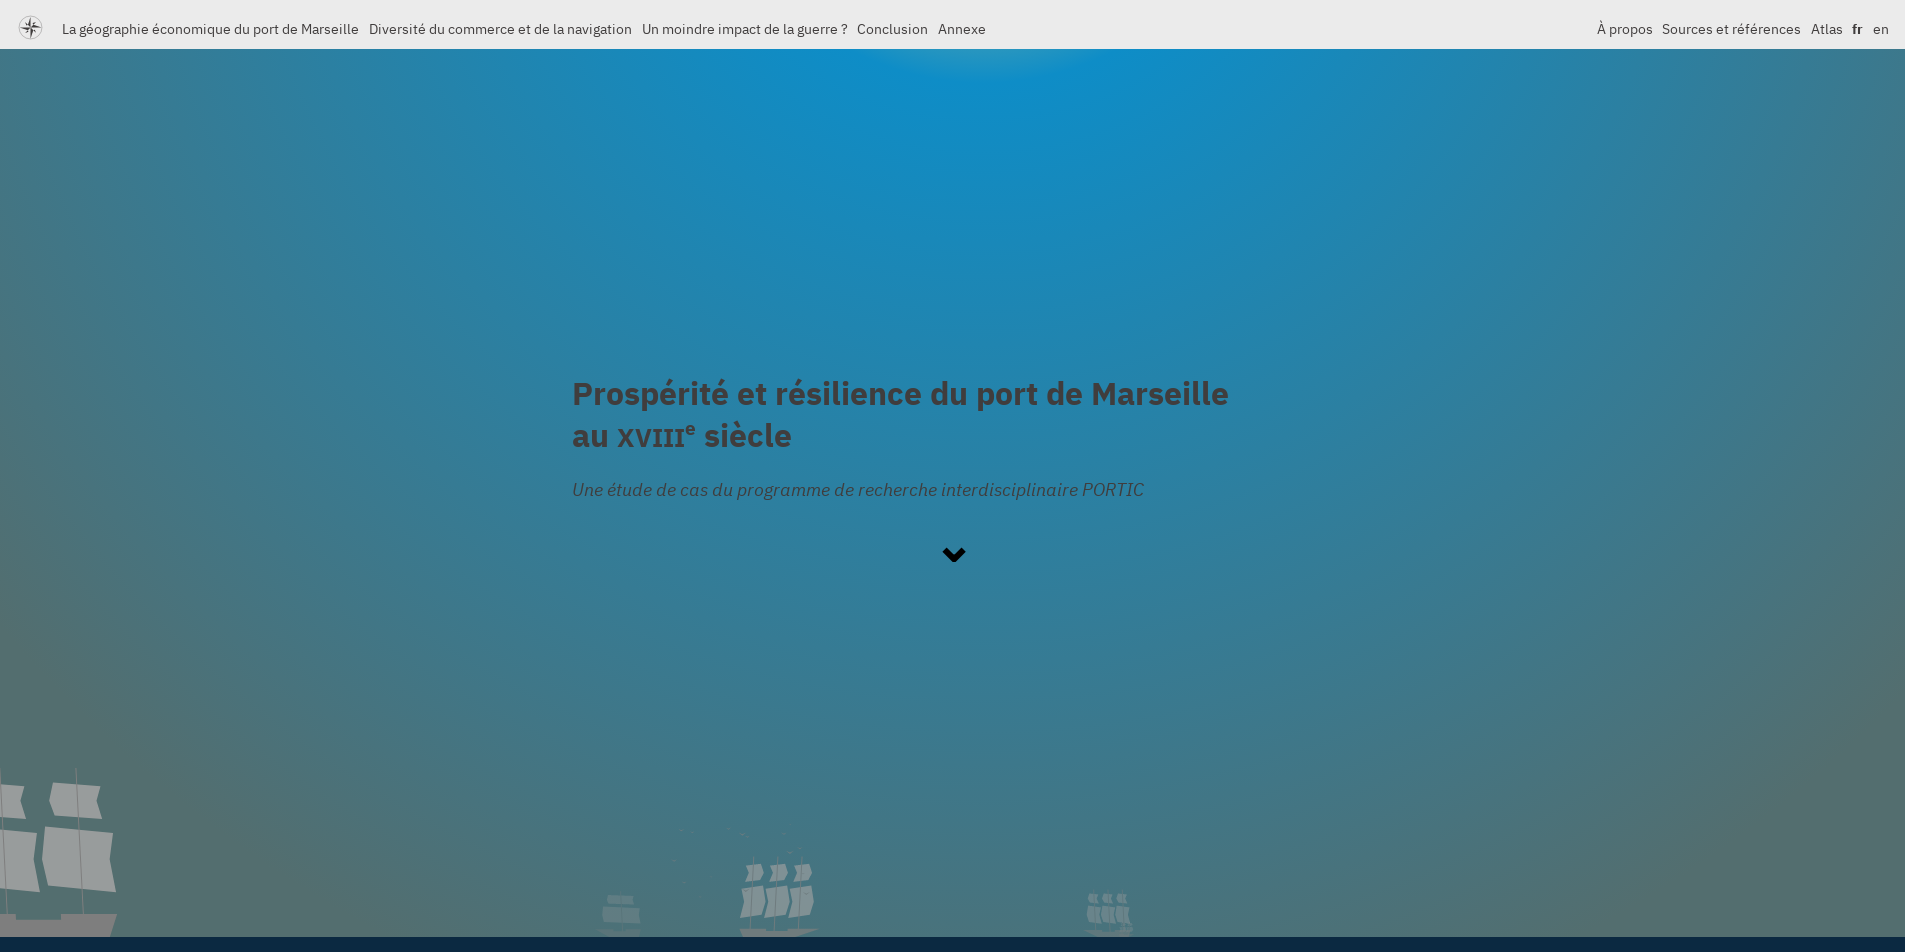 La géographie économique du port de Marseille Diversité du commerce et de la navigation Un moindre impact de la guerre ? Conclusion Annexe À propos Sources et références Atlas fr en
Prospérité et résilience du port de Marseille
au XVIIIe siècle
Une étude de cas du programme de recherche interdisciplinaire PORTIC